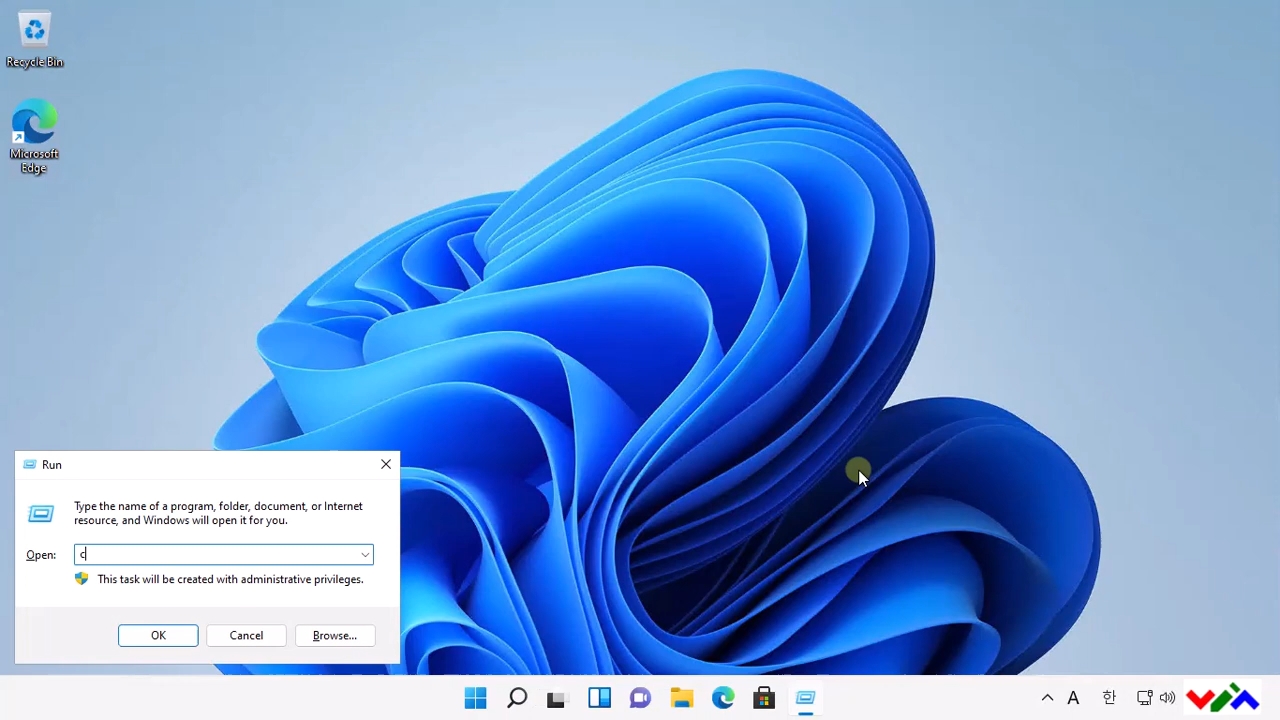 Recycle Bin
Microsoft
Edge
Run
Type the name of a program, folder, document, or Internet
resource, and Windows will open it for you.
Open: c
This task will be created with administrative privileges.
OK Cancel Browse...
A 한 VIA